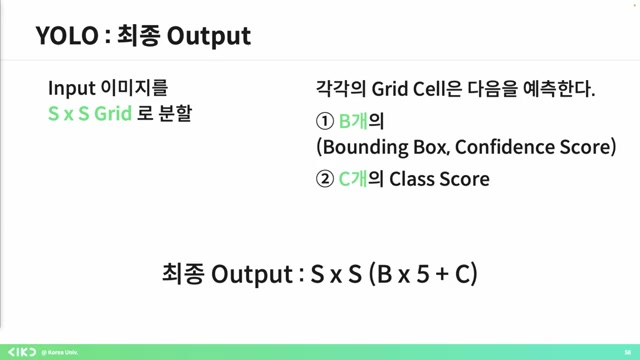 YOLO : 최종 Output
Input 이미지를
S x S Grid 로 분할
각각의 Grid Cell은 다음을 예측한다.
① B개의
(Bounding Box, Confidence Score)
② C개의 Class Score
최종 Output : S x S (B x 5 + C)
@ Korea Univ.